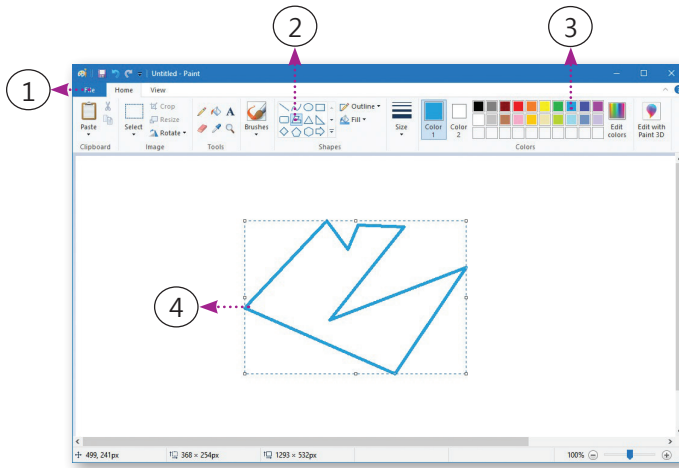 2
3
1
4
Untitled - Paint
File Home View
Paste
Select
Crop
Resize
Rotate
Brushes
Outline
Fill
Size
Color 1
Color 2
Edit colors
Edit with Paint 3D
Clipboard
Image
Tools
A
Shapes
Colors
499, 241px
368 × 254px
1293 × 532px
100%